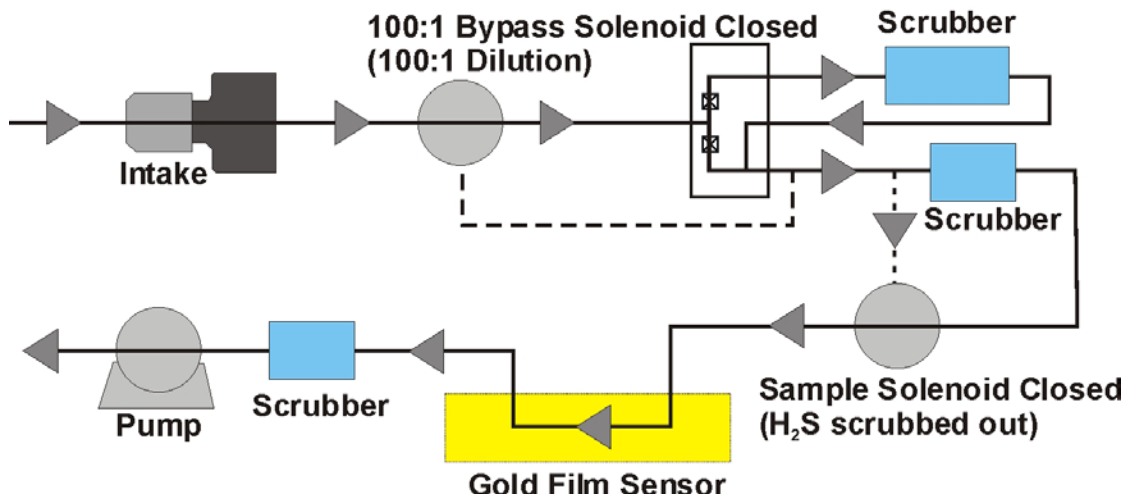 100:1 Bypass Solenoid Closed
(100:1 Dilution)
Scrubber
Intake
Scrubber
Pump
Scrubber
Sample Solenoid Closed
(H₂S scrubbed out)
Gold Film Sensor